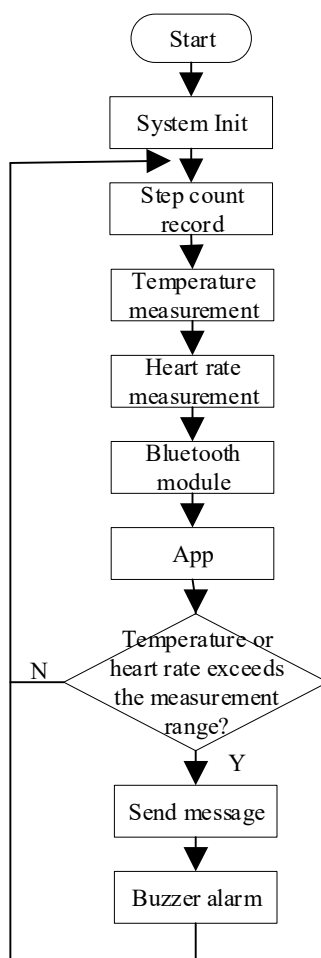 Start
System Init
Step count
record
Temperature
measurement
Heart rate
measurement
Bluetooth
module
App
Temperature or
heart rate exceeds
the measurement
range?
N
Y
Send message
Buzzer alarm